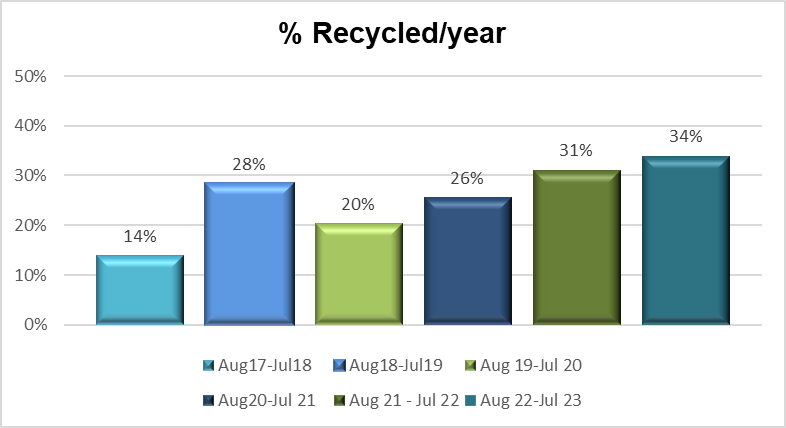 % Recycled/year
50%
40%
30%
20%
10%
0%
14%
28%
20%
26%
31%
34%
Aug17-Jul18
Aug18-Jul19
Aug 19-Jul 20
Aug20-Jul 21
Aug 21 - Jul 22
Aug 22-Jul 23